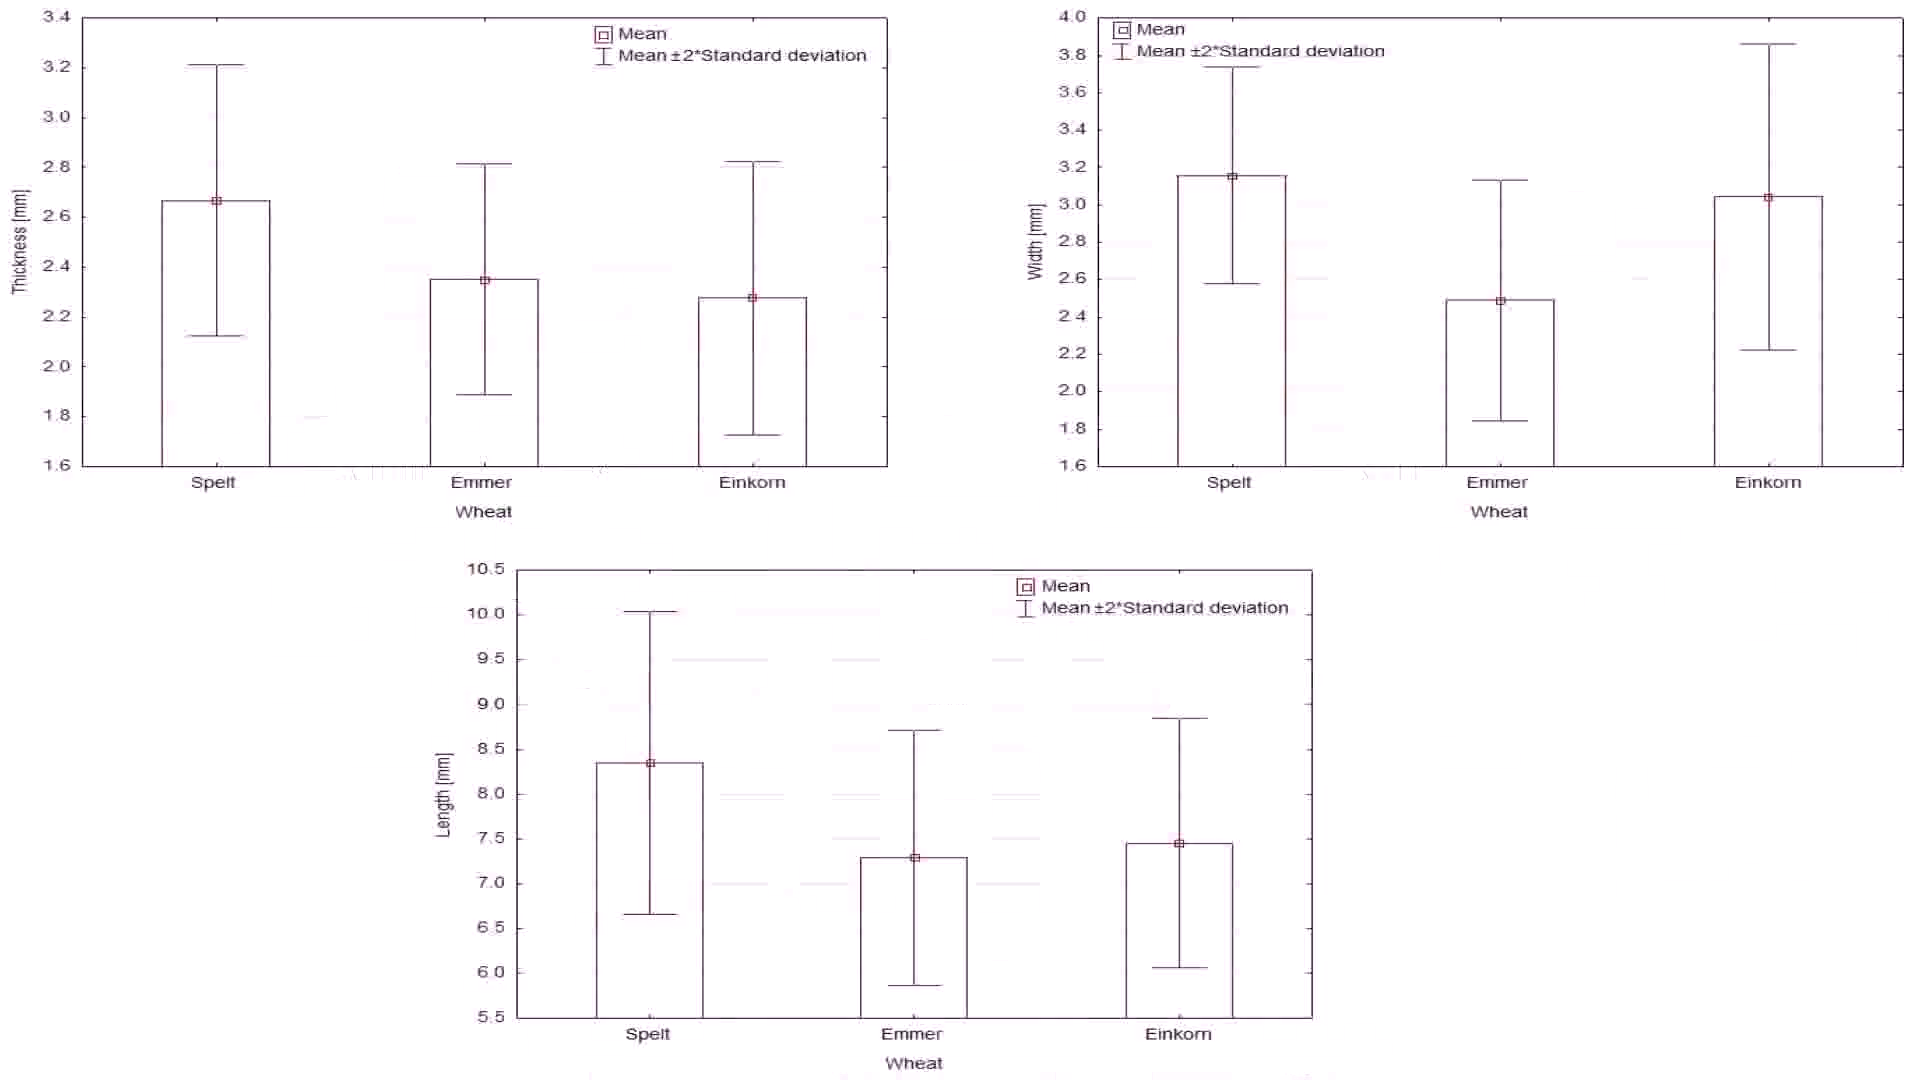 3.4
3.2
3.0
2.8
2.6
2.4
2.2
2.0
1.8
1.6
Thickness [mm]
Mean
Mean ±2*Standard deviation
Spelt
Emmer
Einkorn
Wheat
4.0
3.8
3.6
3.4
3.2
3.0
2.8
2.6
2.4
2.2
2.0
1.8
1.6
Width [mm]
Mean
Mean ±2*Standard deviation
Spelt
Emmer
Einkorn
Wheat
10.5
10.0
9.5
9.0
8.5
8.0
7.5
7.0
6.5
6.0
5.5
Length [mm]
Mean
Mean ±2*Standard deviation
Spelt
Emmer
Einkorn
Wheat